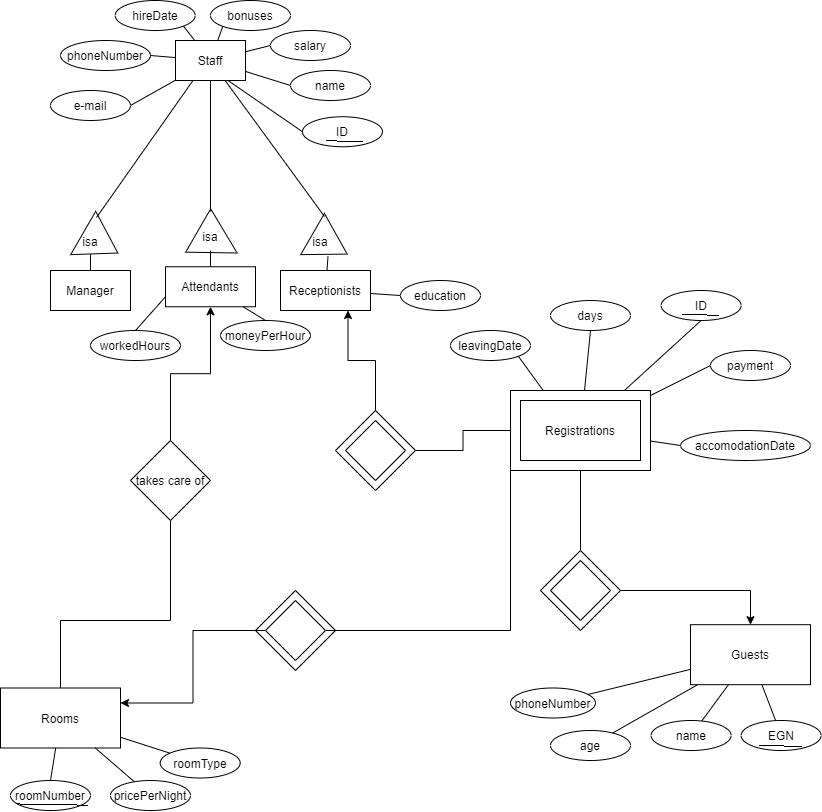 hireDate
bonuses
phoneNumber
Staff
salary
name
e-mail
ID
isa
isa
isa
Manager
Attendants
Receptionists
education
workedHours
moneyPerHour
leavingDate
days
ID
payment
Registrations
accomodationDate
takes care of
Guests
phoneNumber
age
name
EGN
Rooms
roomType
roomNumber
pricePerNight